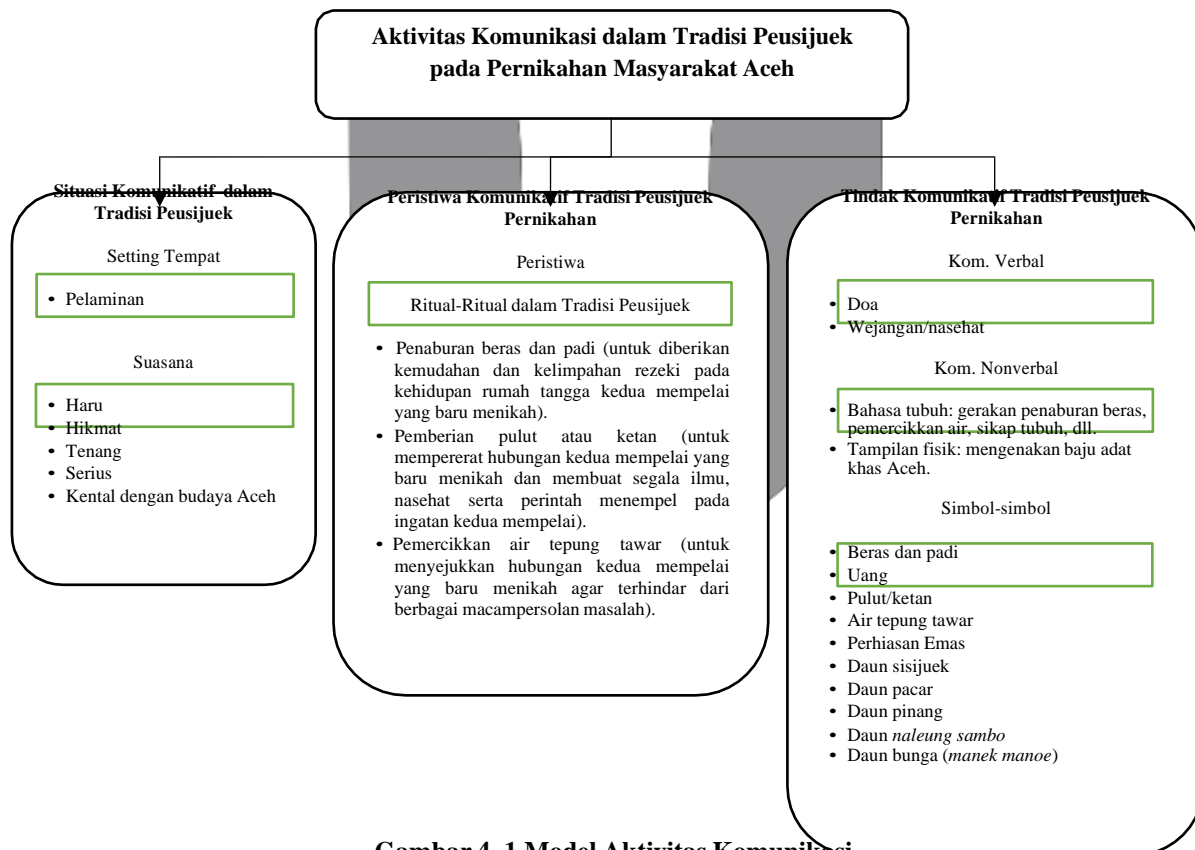 Aktivitas Komunikasi dalam Tradisi Peusijuek
pada Pernikahan Masyarakat Aceh
Situasi Komunikatif dalam
Tradisi Peusijuek
Setting Tempat
• Pelaminan
Suasana
• Haru
• Hikmat
• Tenang
• Serius
• Kental dengan budaya Aceh
Peristiwa Komunikatif Tradisi Peusijuek
Pernikahan
Peristiwa
Ritual-Ritual dalam Tradisi Peusijuek
• Penaburan beras dan padi (untuk diberikan
kemudahan dan kelimpahan rezeki pada
kehidupan rumah tangga kedua mempelai
yang baru menikah).
• Pemberian pulut atau ketan (untuk
mempererat hubungan kedua mempelai yang
baru menikah dan membuat segala ilmu,
nasehat serta perintah menempel pada
ingatan kedua mempelai).
• Pemercikkan air tepung tawar (untuk
menyejukkan hubungan kedua mempelai
yang baru menikah agar terhindar dari
berbagai macampersolan masalah).
Tindak Komunikatif Tradisi Peusijuek
Pernikahan
Kom. Verbal
• Doa
• Wejangan/nasehat
Kom. Nonverbal
• Bahasa tubuh: gerakan penaburan beras,
pemercikkan air, sikap tubuh, dll.
• Tampilan fisik: mengenakan baju adat
khas Aceh.
Simbol-simbol
• Beras dan padi
• Uang
• Pulut/ketan
• Air tepung tawar
• Perhiasan Emas
• Daun sisijuek
• Daun pacar
• Daun pinang
• Daun naleung sambo
• Daun bunga (manek manoe)
Gambar 4. 1 Model Aktivitas Komunikasi